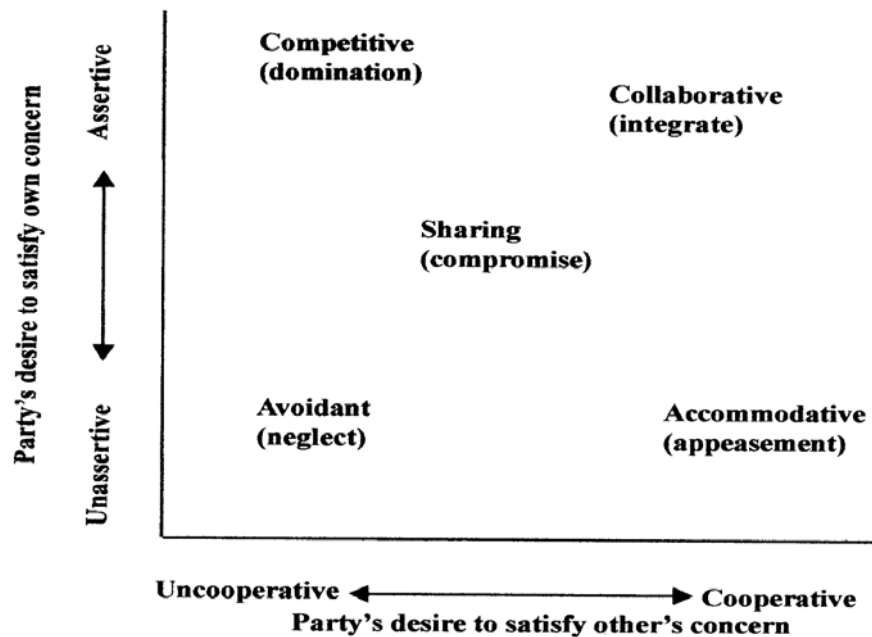 Competitive
(domination)
Collaborative
(integrate)
Sharing
(compromise)
Avoidant
(neglect)
Accommodative
(appeasement)
Party's desire to satisfy own concern
Assertive
Unassertive
Uncooperative
Cooperative
Party's desire to satisfy other's concern